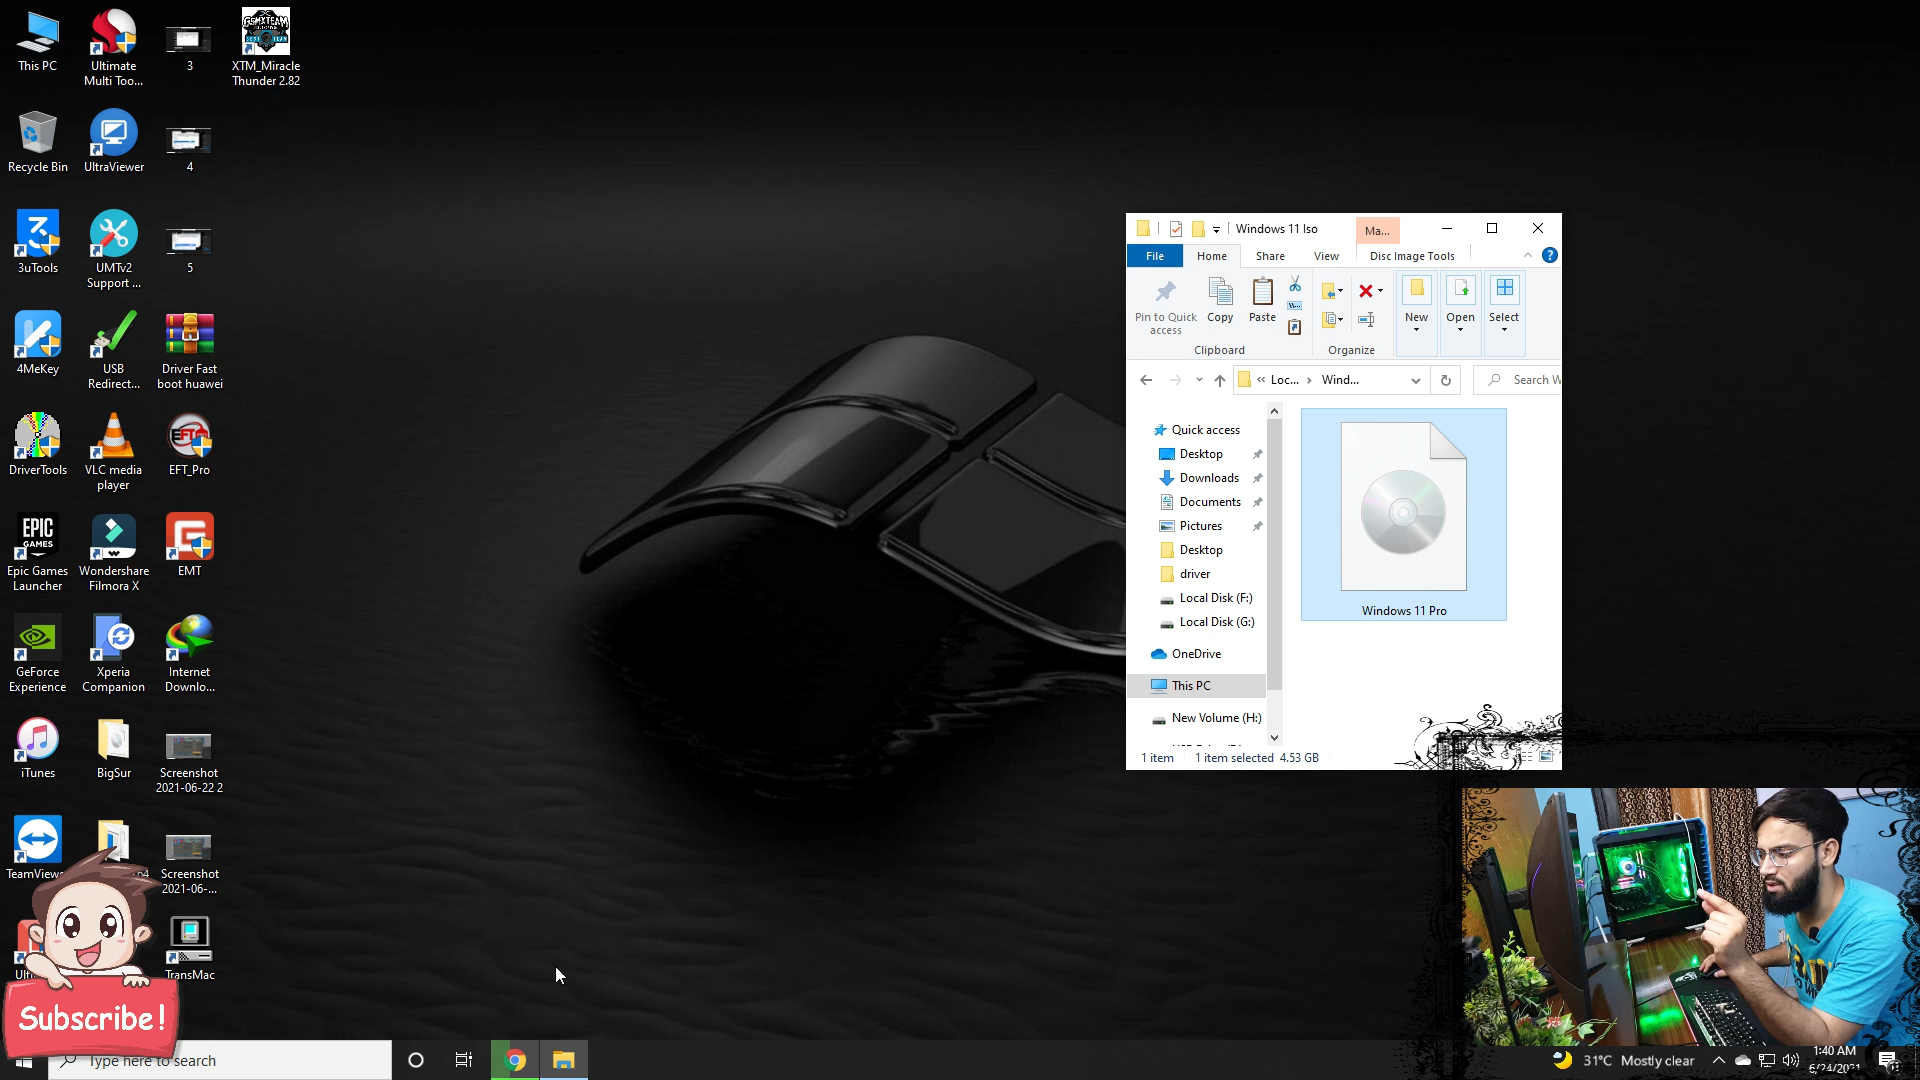 This PC
Ultimate
Multi Too...
3
XTM_Miracle
Thunder 2.82
Recycle Bin
UltraViewer
4
3uTools
UMTv2
Support ...
5
4MeKey
USB
Redirect...
Driver Fast
boot huawei
DriverTools
VLC media
player
EFT_Pro
EPIC
GAMES
Epic Games
Launcher
Wondershare
Filmora X
EMT
GeForce
Experience
Xperia
Companion
Internet
Downlo...
iTunes
BigSur
Screenshot
2021-06-22 2
TeamView
Screenshot
2021-06-...
TransMac
Subscribe!
Type here to search
Windows 11 Iso
Ma...
File
Home
Share
View
Disc Image Tools
Pin to Quick
access
Copy
Paste
New
Open
Select
Clipboard
Organize
« Loc... › Wind...
Search W
Quick access
Desktop
Downloads
Documents
Pictures
Desktop
driver
Local Disk (F:)
Local Disk (G:)
OneDrive
This PC
New Volume (H:)
Windows 11 Pro
1 item
1 item selected 4.53 GB
31°C Mostly clear
1:40 AM
6/24/2021